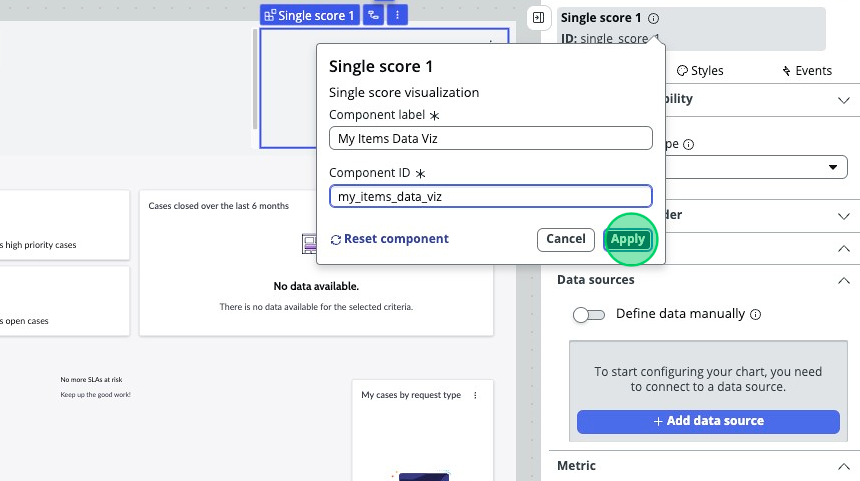 Single score 1
Single score 1
ID: single_score_1
Single score 1
Single score visualization
Component label *
My Items Data Viz
Component ID *
my_items_data_viz
Reset component
Cancel
Apply
Styles
Events
bility
pe
der
Data sources
Define data manually
To start configuring your chart, you need
to connect to a data source.
+ Add data source
Metric
s high priority cases
s open cases
Cases closed over the last 6 months
No data available.
There is no data available for the selected criteria.
No more SLAs at risk
Keep up the good work!
My cases by request type